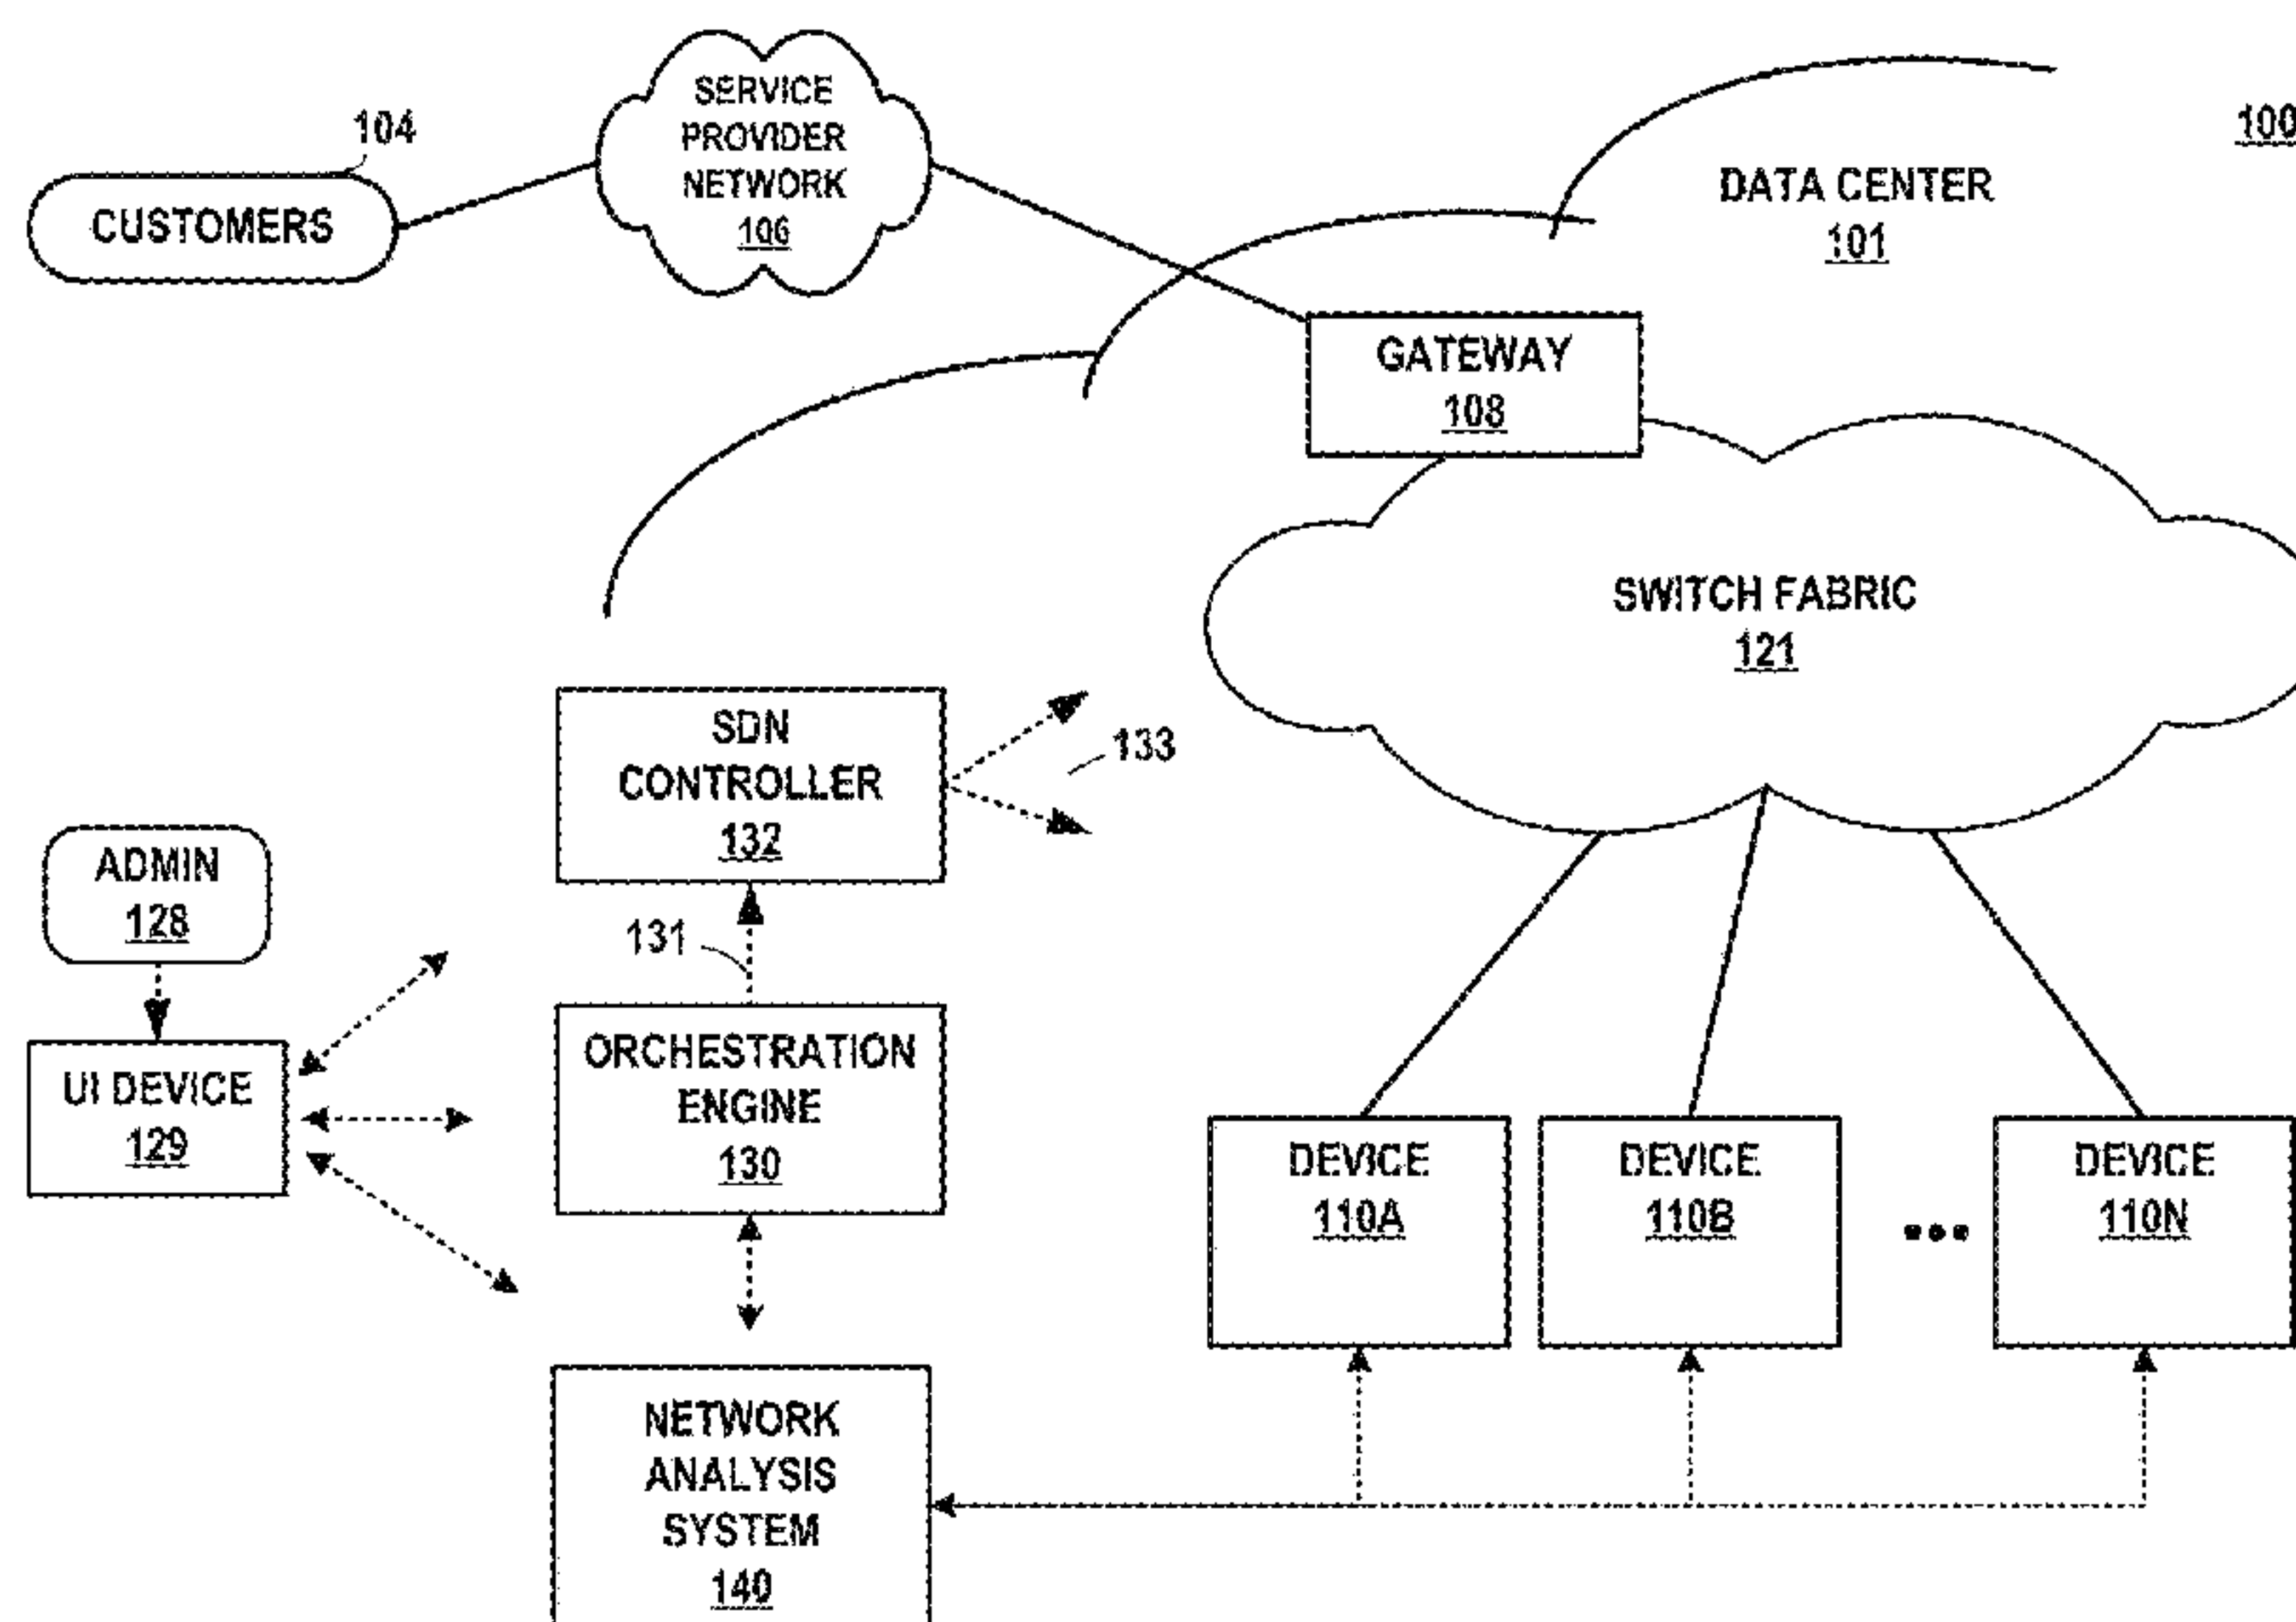 100
SERVICE
PROVIDER
NETWORK
106
104
CUSTOMERS
DATA CENTER
101
GATEWAY
108
SWITCH FABRIC
121
SDN
CONTROLLER
132
133
ADMIN
128
131
UI DEVICE
129
ORCHESTRATION
ENGINE
130
DEVICE
110A
DEVICE
110B
•••
DEVICE
110N
NETWORK
ANALYSIS
SYSTEM
140